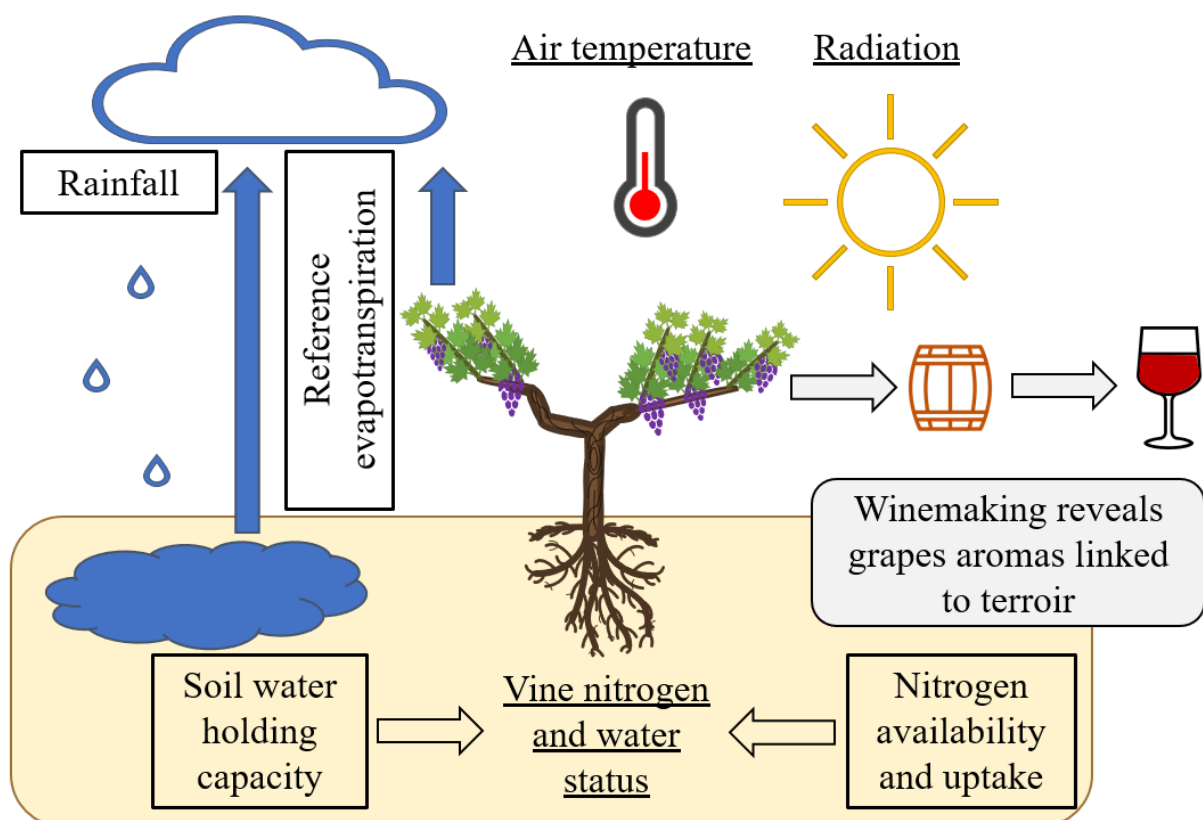 Air temperature
Radiation
Rainfall
Reference
evapotranspiration
Winemaking reveals
grapes aromas linked
to terroir
Soil water
holding
capacity
Vine nitrogen
and water
status
Nitrogen
availability
and uptake